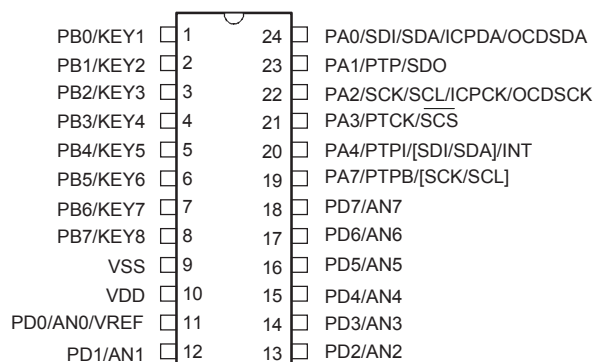 PB0/KEY1 1 24 PA0/SDI/SDA/ICPDA/OCDSDA
PB1/KEY2 2 23 PA1/PTP/SDO
PB2/KEY3 3 22 PA2/SCK/SCL/ICPCK/OCDSCK
PB3/KEY4 4 21 PA3/PTCK/SCS
PB4/KEY5 5 20 PA4/PTPI/[SDI/SDA]/INT
PB5/KEY6 6 19 PA7/PTPB/[SCK/SCL]
PB6/KEY7 7 18 PD7/AN7
PB7/KEY8 8 17 PD6/AN6
VSS 9 16 PD5/AN5
VDD 10 15 PD4/AN4
PD0/AN0/VREF 11 14 PD3/AN3
PD1/AN1 12 13 PD2/AN2